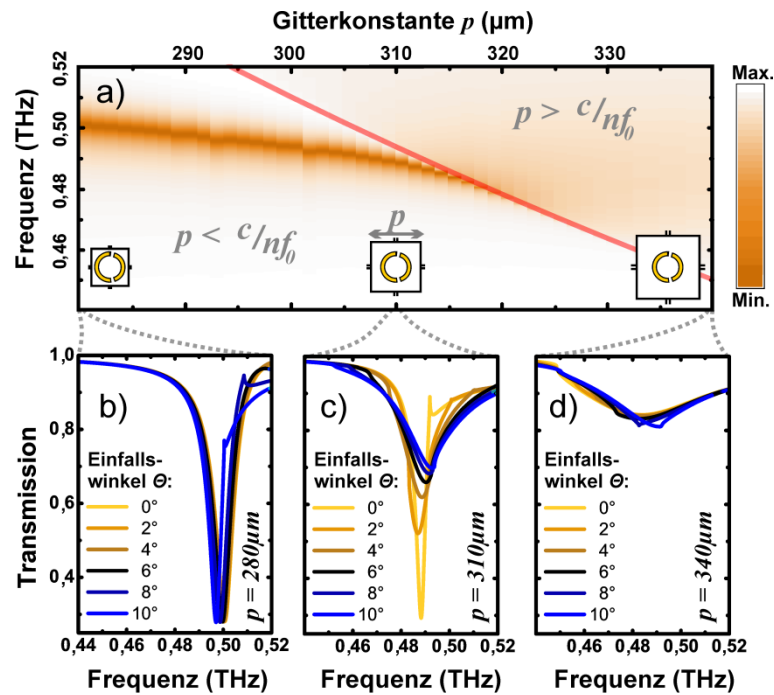 Gitterkonstante p (µm)
290 300 310 320 330
0,52
0,50
0,48
0,46
Frequenz (THz)
a)
p > c/nf₀
p < c/nf₀
p
Max.
Min.
1,0
0,8
0,6
0,4
Transmission
b)
Einfalls-
winkel Θ:
0°
2°
4°
6°
8°
10°
p = 280µm
0,44 0,46 0,48 0,50 0,52
Frequenz (THz)
c)
Einfalls-
winkel Θ:
0°
2°
4°
6°
8°
10°
p = 310µm
0,44 0,46 0,48 0,50 0,52
Frequenz (THz)
d)
Einfalls-
winkel Θ:
0°
2°
4°
6°
8°
10°
p = 340µm
0,44 0,46 0,48 0,50 0,52
Frequenz (THz)